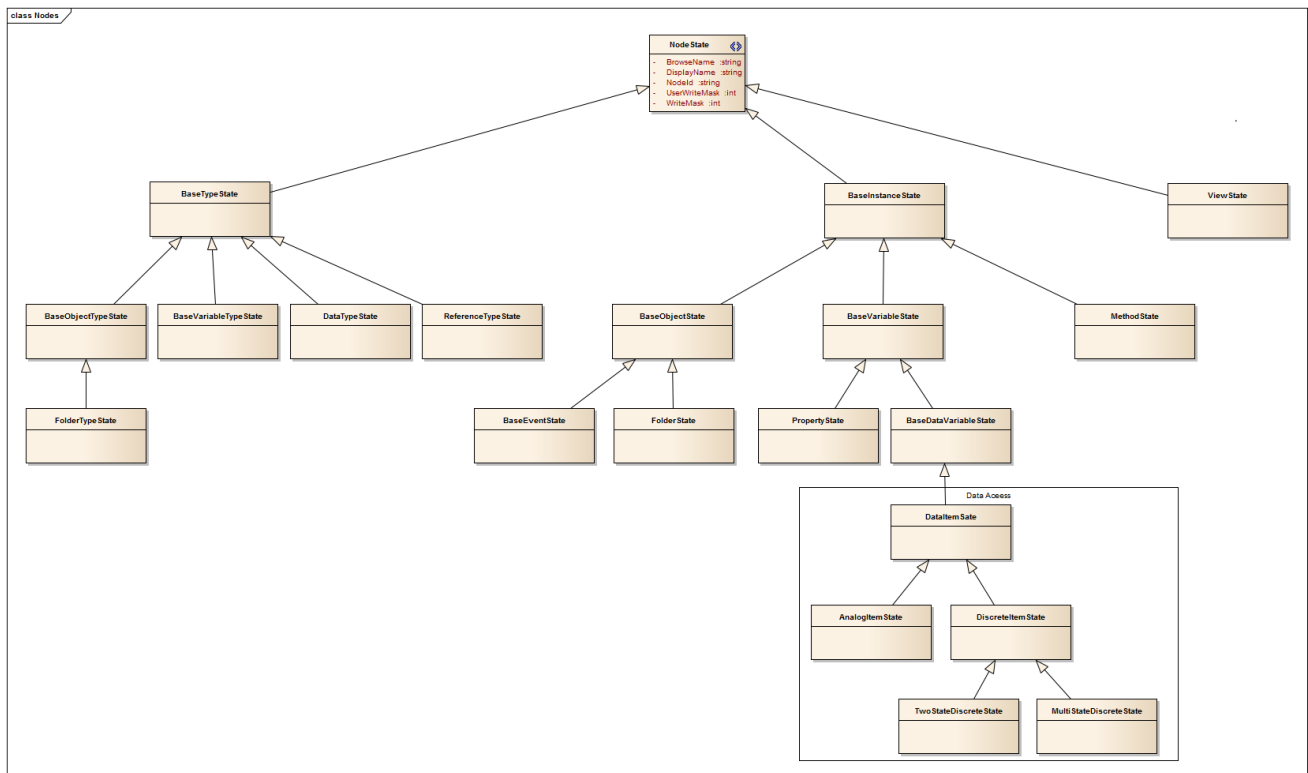 class Nodes
NodeState
- BrowseName :string
- DisplayName :string
- NodeId :string
- UserWriteMask :int
- WriteMask :int
BaseTypeState
BaseInstanceState
ViewState
BaseObjectTypeState
BaseVariableTypeState
DataTypeState
ReferenceTypeState
BaseObjectState
BaseVariableState
MethodState
FolderTypeState
BaseEventState
FolderState
PropertyState
BaseDataVariableState
Data Access
DataItemSate
AnalogItemState
DiscreteItemState
TwoStateDiscreteState
MultiStateDiscreteState